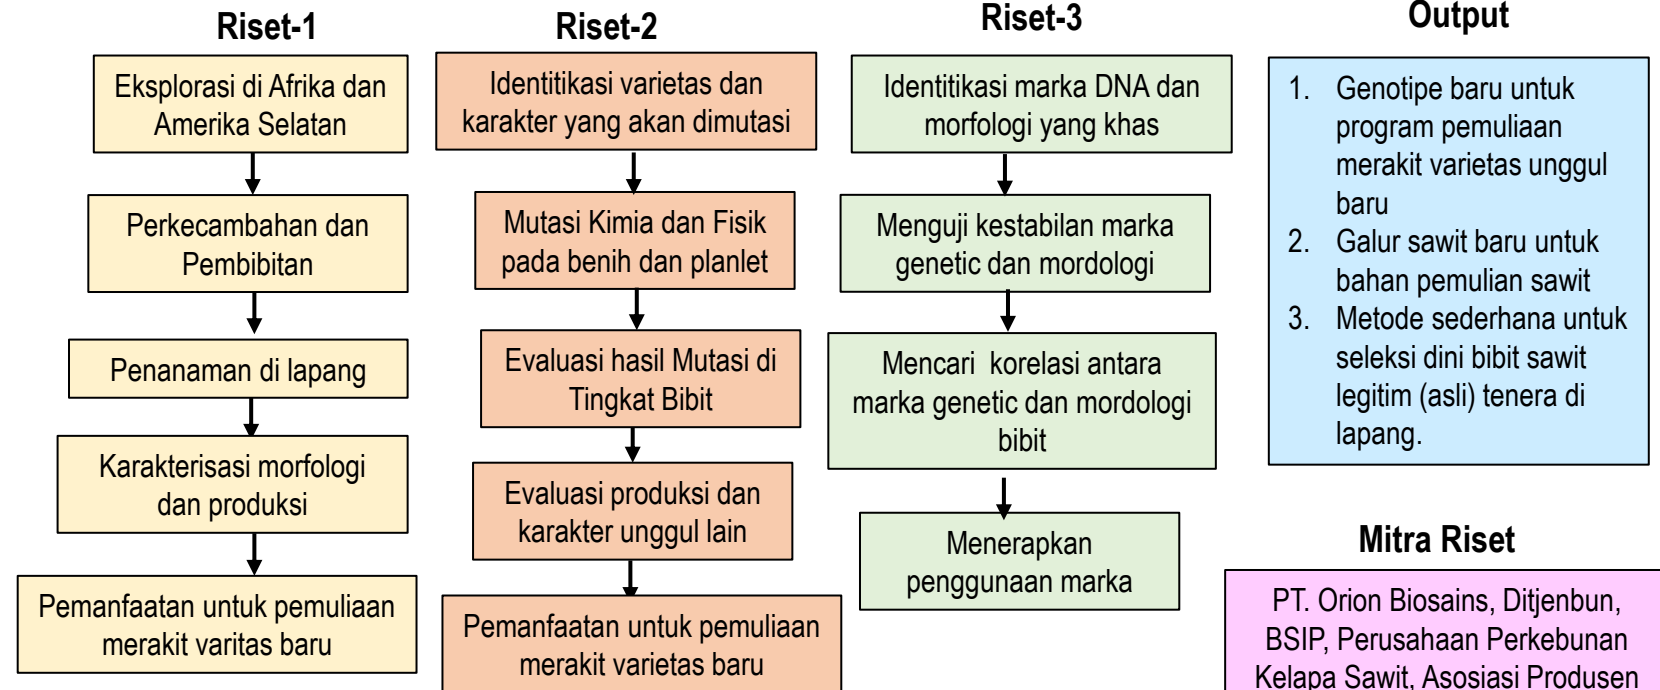 Riset-1
Eksplorasi di Afrika dan
Amerika Selatan
Perkecambahan dan
Pembibitan
Penanaman di lapang
Karakterisasi morfologi
dan produksi
Pemanfaatan untuk pemuliaan
merakit varitas baru
Riset-2
Identitikasi varietas dan
karakter yang akan dimutasi
Mutasi Kimia dan Fisik
pada benih dan planlet
Evaluasi hasil Mutasi di
Tingkat Bibit
Evaluasi produksi dan
karakter unggul lain
Pemanfaatan untuk pemuliaan
merakit varietas baru
Riset-3
Identitikasi marka DNA dan
morfologi yang khas
Menguji kestabilan marka
genetic dan mordologi
Mencari korelasi antara
marka genetic dan mordologi
bibit
Menerapkan
penggunaan marka
Output
1. Genotipe baru untuk
program pemuliaan
merakit varietas unggul
baru
2. Galur sawit baru untuk
bahan pemulian sawit
3. Metode sederhana untuk
seleksi dini bibit sawit
legitim (asli) tenera di
lapang.
Mitra Riset
PT. Orion Biosains, Ditjenbun,
BSIP, Perusahaan Perkebunan
Kelapa Sawit, Asosiasi Produsen